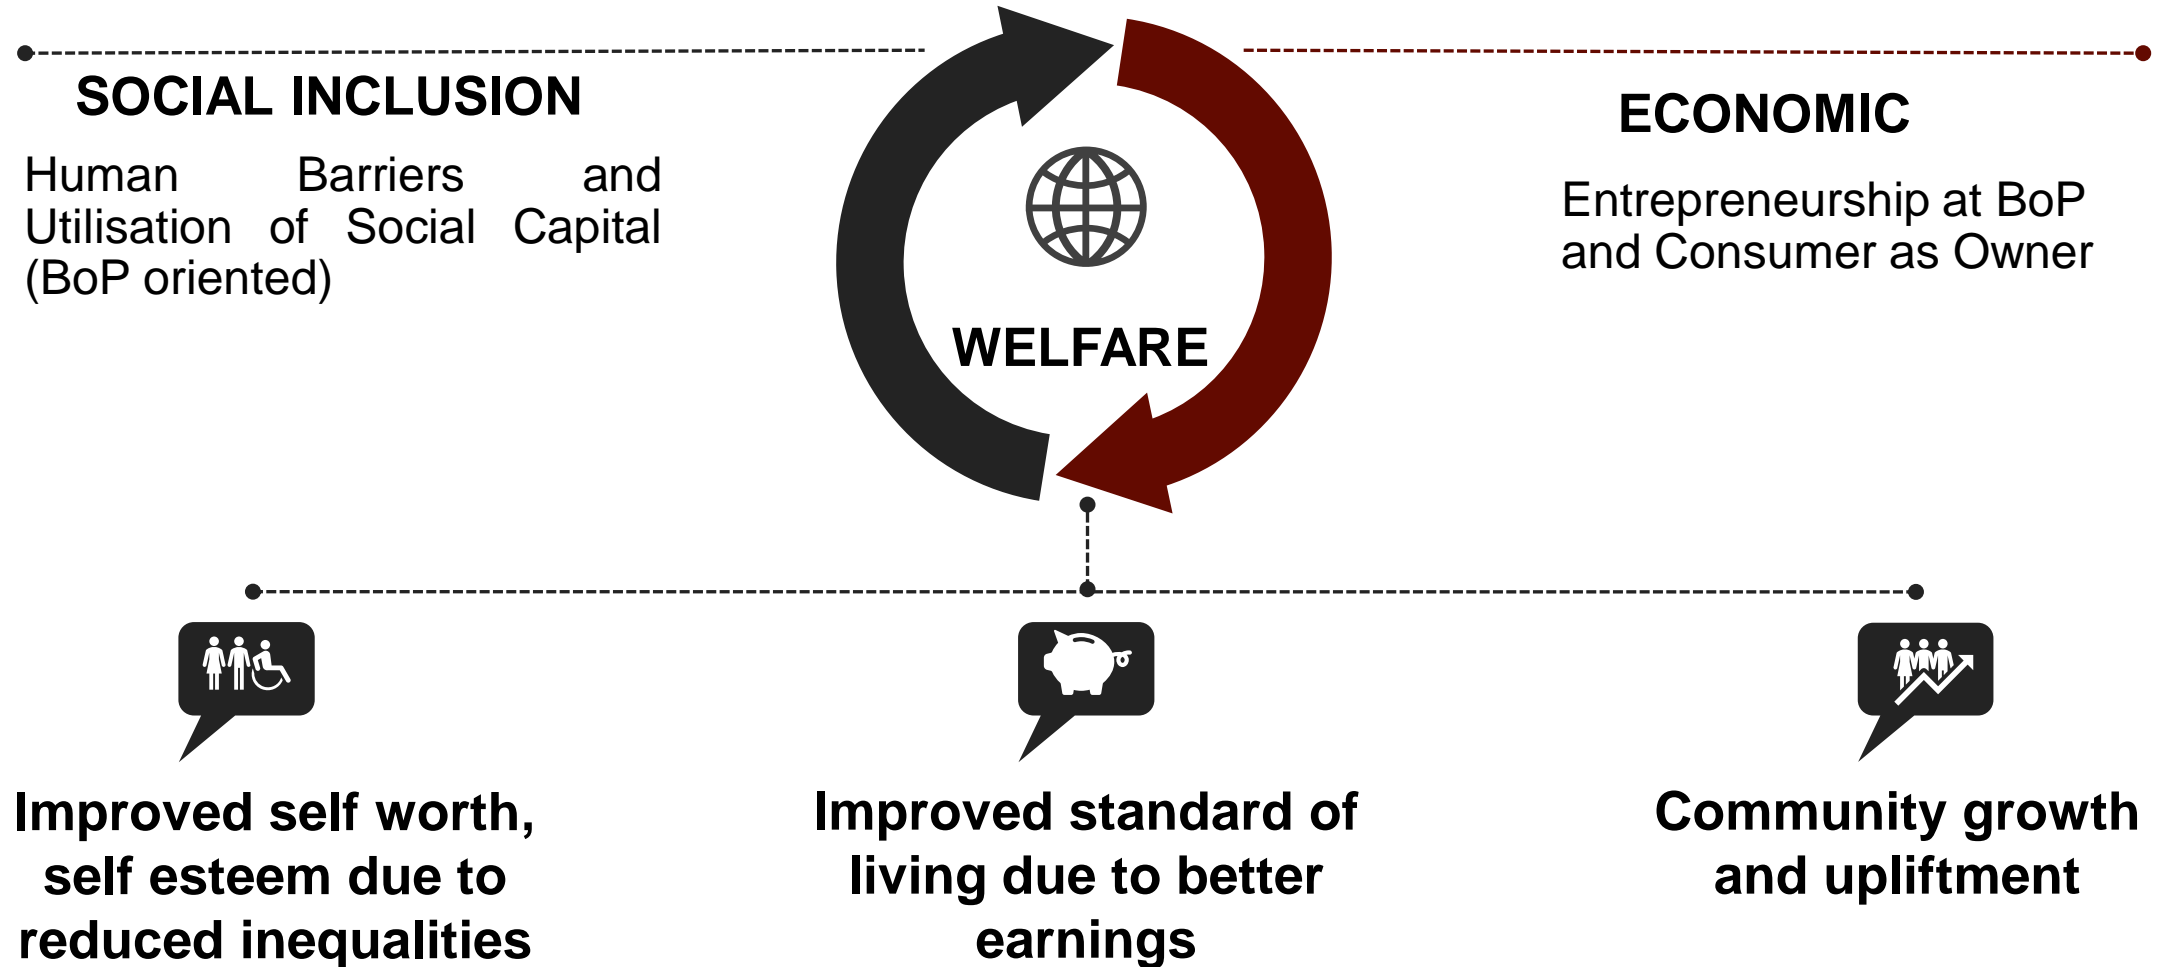 SOCIAL INCLUSION
Human Barriers and
Utilisation of Social Capital
(BoP oriented)
ECONOMIC
Entrepreneurship at BoP
and Consumer as Owner
WELFARE
Improved self worth,
self esteem due to
reduced inequalities
Improved standard of
living due to better
earnings
Community growth
and upliftment